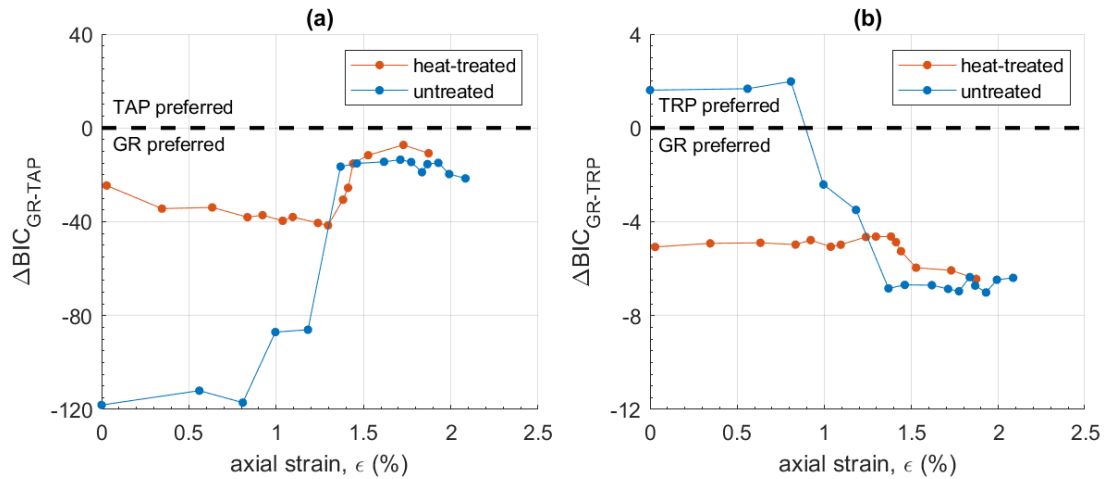 (a)
40
0
-40
-80
-120
0
0.5
1
1.5
2
2.5
ΔBIC_GR-TAP
axial strain, ϵ (%)
TAP preferred
GR preferred
heat-treated
untreated
(b)
4
0
-4
-8
-12
0
0.5
1
1.5
2
2.5
ΔBIC_GR-TRP
axial strain, ϵ (%)
TRP preferred
GR preferred
heat-treated
untreated